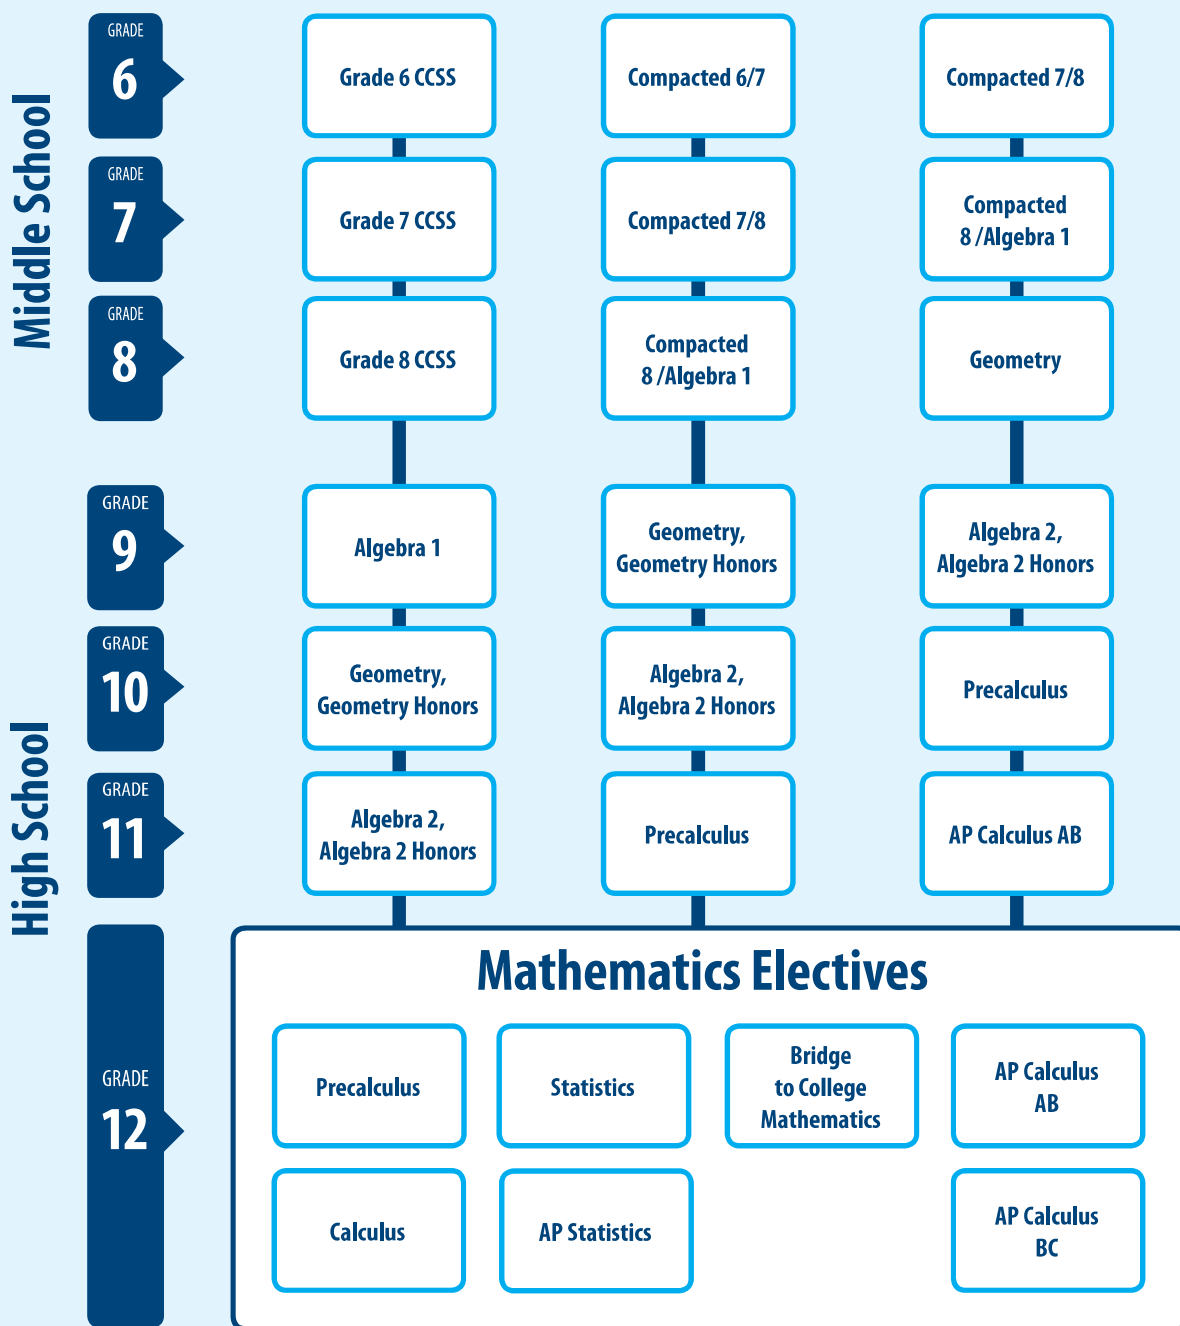 Middle School
GRADE
6
Grade 6 CCSS
Compacted 6/7
Compacted 7/8
GRADE
7
Grade 7 CCSS
Compacted 7/8
Compacted
8 /Algebra 1
GRADE
8
Grade 8 CCSS
Compacted
8 /Algebra 1
Geometry
High School
GRADE
9
Algebra 1
Geometry,
Geometry Honors
Algebra 2,
Algebra 2 Honors
GRADE
10
Geometry,
Geometry Honors
Algebra 2,
Algebra 2 Honors
Precalculus
GRADE
11
Algebra 2,
Algebra 2 Honors
Precalculus
AP Calculus AB
GRADE
12
Mathematics Electives
Precalculus
Statistics
Bridge
to College
Mathematics
AP Calculus
AB
Calculus
AP Statistics
AP Calculus
BC